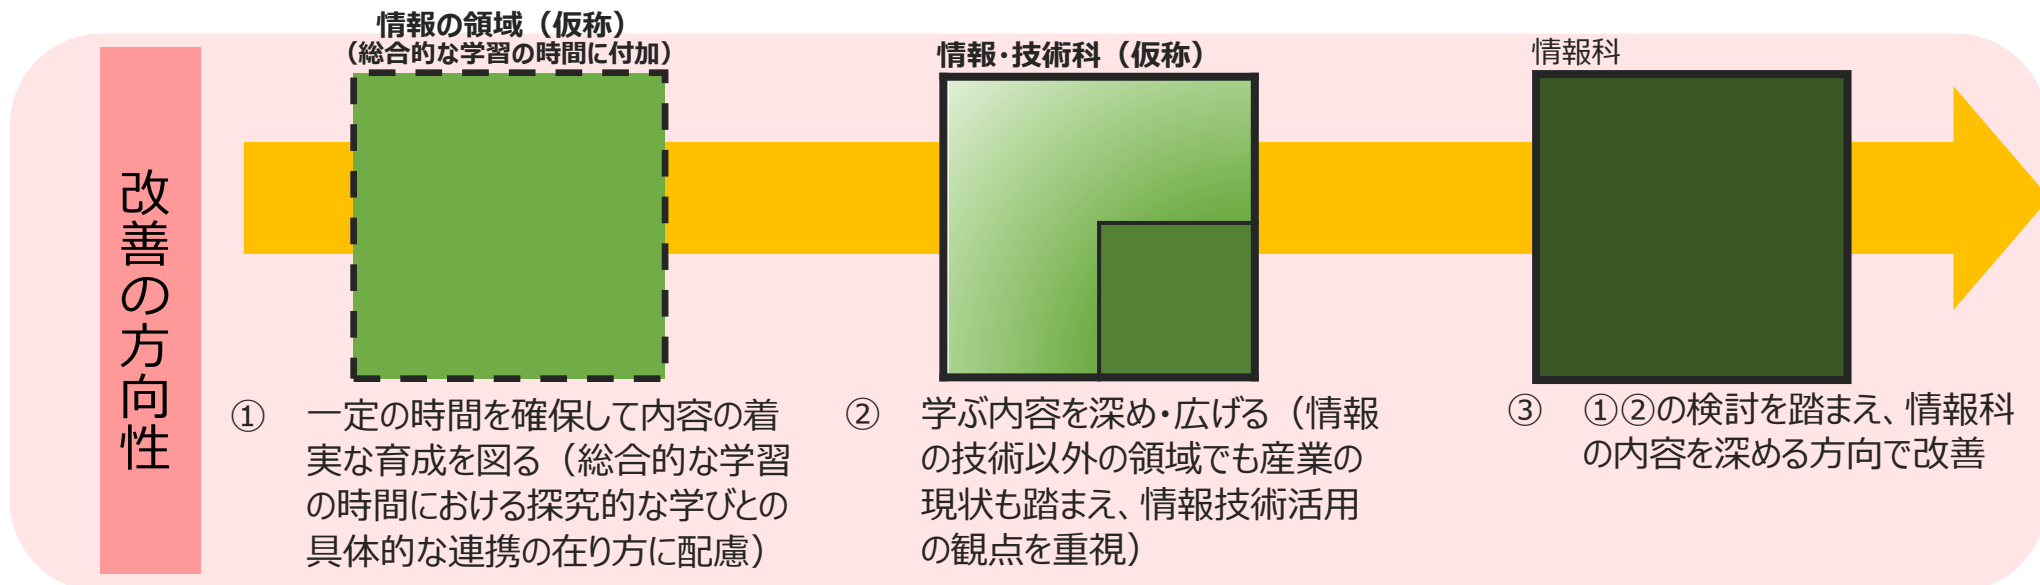 改善の方向性
情報の領域（仮称）
（総合的な学習の時間に付加）
① 一定の時間を確保して内容の着
実な育成を図る（総合的な学習
の時間における探究的な学びとの
具体的な連携の在り方に配慮）
情報・技術科（仮称）
② 学ぶ内容を深め・広げる（情報
の技術以外の領域でも産業の
現状も踏まえ、情報技術活用
の観点を重視）
情報科
③ ①②の検討を踏まえ、情報科
の内容を深める方向で改善